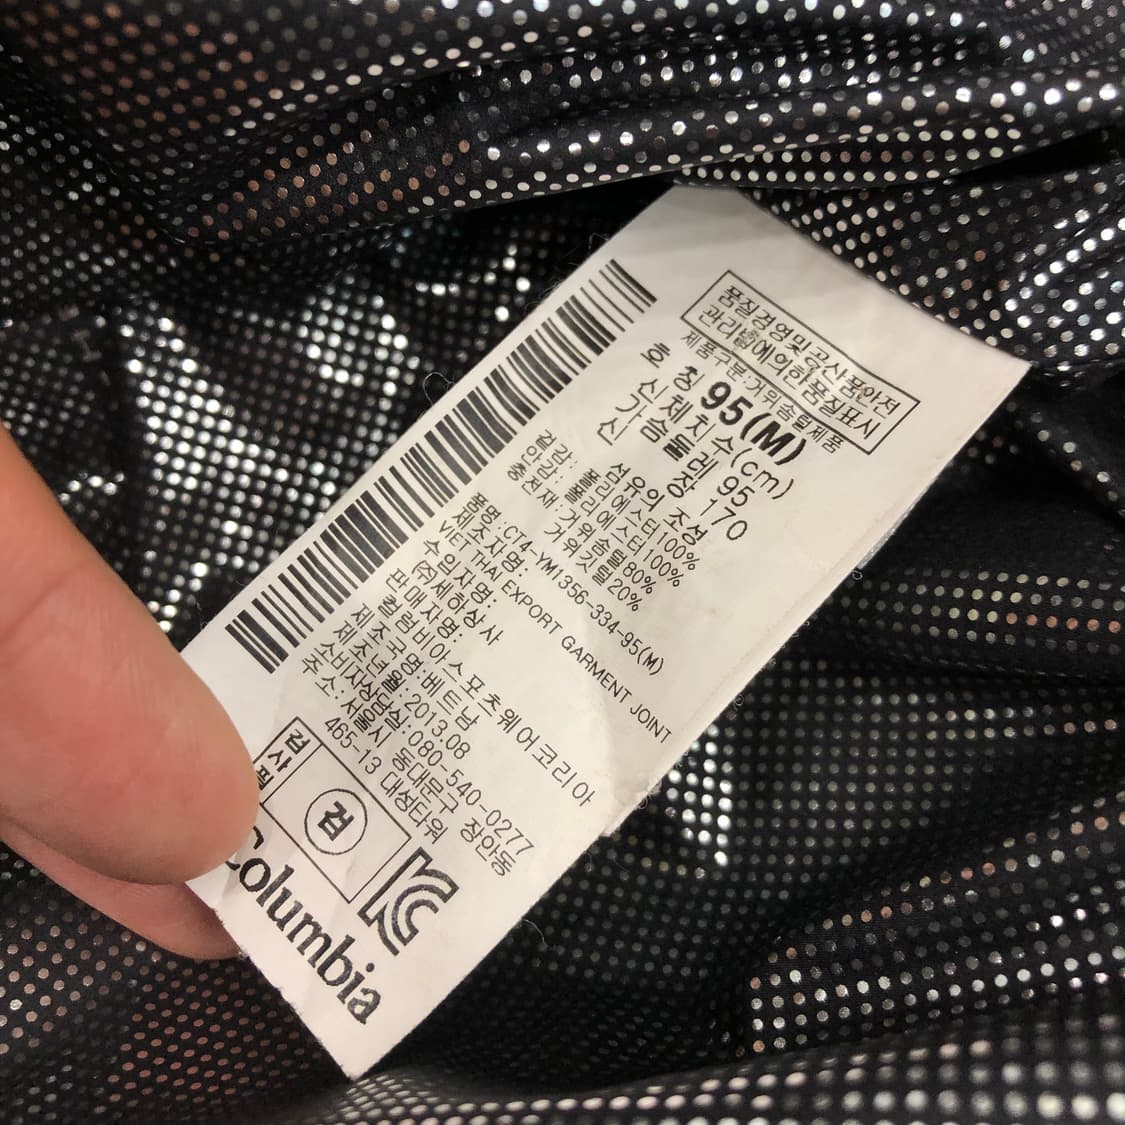 품질경영및공산품안전
관리법에의한품질표시
제품구분:거위솜털제품
호 칭 95(M)
신체치수(cm)
가슴둘레 95
신 장 170
섬유의 조성
겉감: 폴리에스터100%
안감: 폴리에스터100%
충전재:거위솜털80%
거위깃털20%
품명:CT4-YM1356-334-95(M)
제조자명:
VIET THAI EXPORT GARMENT JOINT
수입자명:
(주)세하상사
판매자명:
컬럼비아스포츠웨어코리아
제조국명:베트남
제조년월:2013.08
소비자상담실:080-540-0277
주소:서울시 동대문구 장안동
465-13 대성타워
검사필
검
KC
Columbia